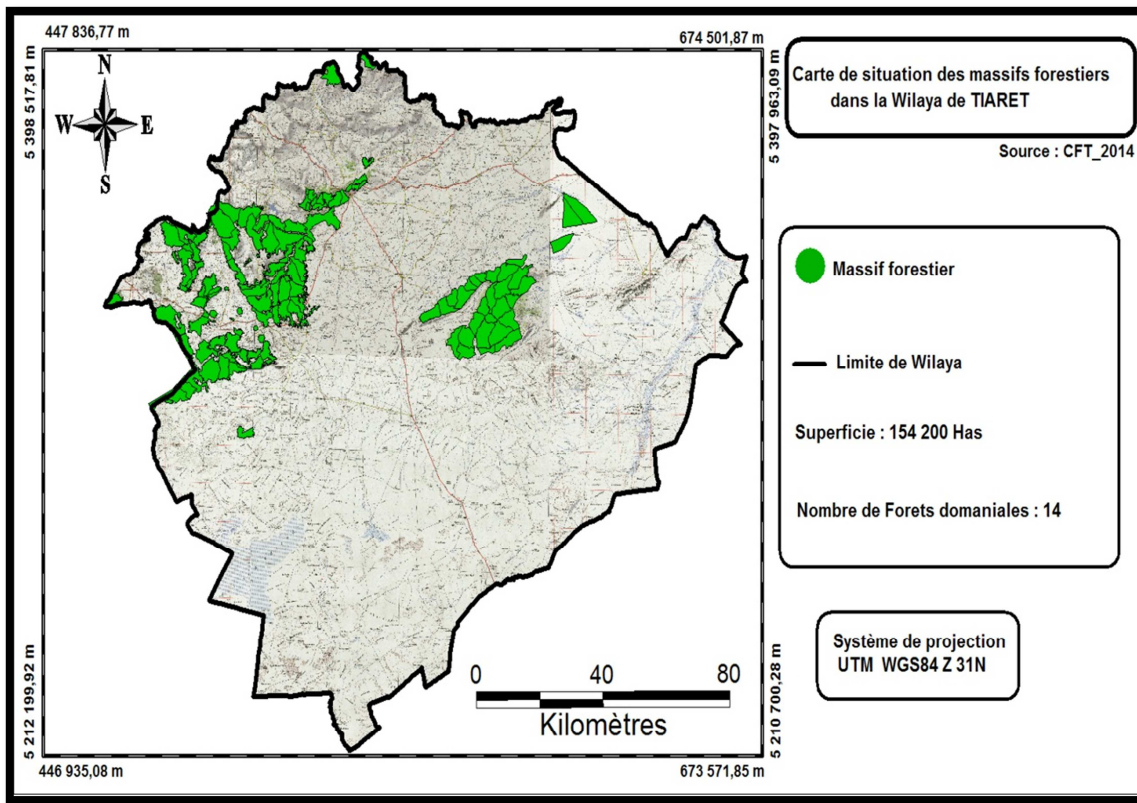 447 836,77 m
674 501,87 m
5 398 517,81 m
5 397 963,09 m
N
W E
S
Carte de situation des massifs forestiers
dans la Wilaya de TIARET
Source : CFT_2014
Massif forestier
Limite de Wilaya
Superficie : 154 200 Has
Nombre de Forets domaniales : 14
Système de projection
UTM WGS84 Z 31N
0 40 80
Kilomètres
5 212 199,92 m
5 210 700,28 m
446 935,08 m
673 571,85 m